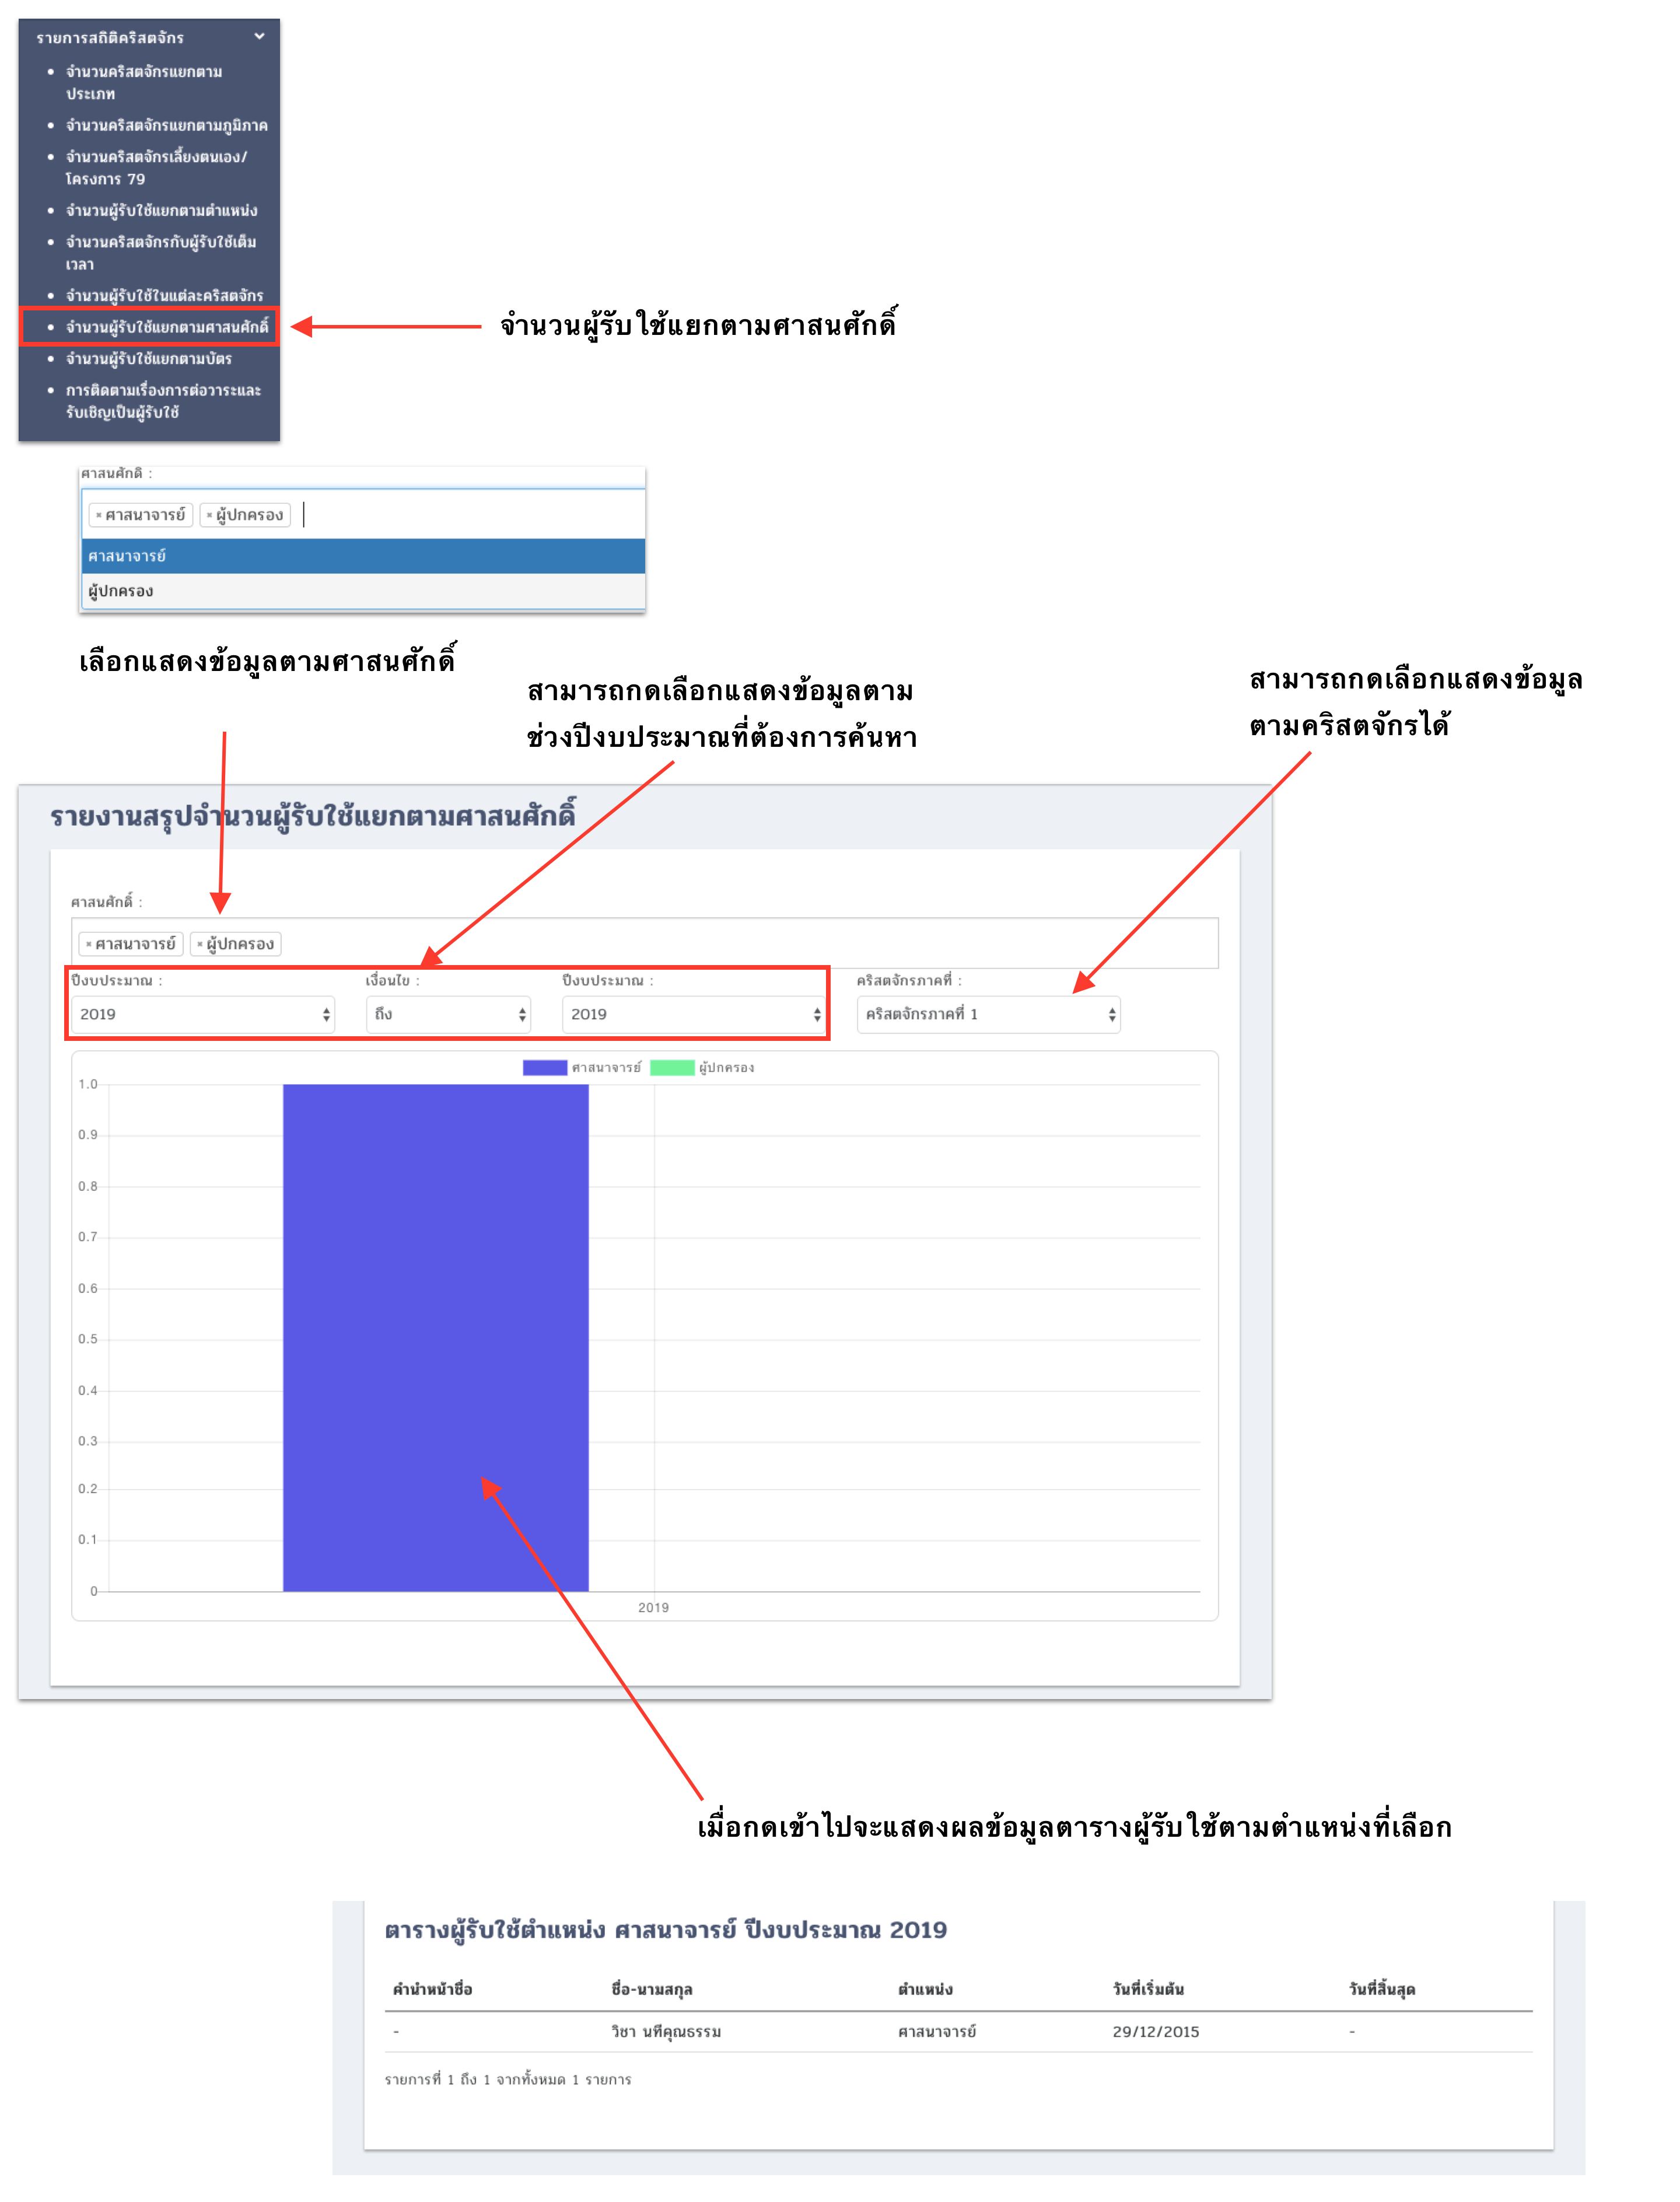 รายการสถิติคริสตจักร
จำนวนคริสตจักรแยกตาม
ประเภท
จำนวนคริสตจักรแยกตามภูมิภาค
จำนวนคริสตจักรเลี้ยงตนเอง/
โครงการ 79
จำนวนผู้รับใช้แยกตามตำแหน่ง
จำนวนคริสตจักรกับผู้รับใช้เต็ม
เวลา
จำนวนผู้รับใช้ในแต่ละคริสตจักร
จำนวนผู้รับใช้แยกตามศาสนศักดิ์
จำนวนผู้รับใช้แยกตามบัตร
การติดตามเรื่องการต่อวาระและ
รับเชิญเป็นผู้รับใช้
จำนวนผู้รับใช้แยกตามศาสนศักดิ์
ศาสนศักดิ์ :
× ศาสนาจารย์ × ผู้ปกครอง
ศาสนาจารย์
ผู้ปกครอง
เลือกแสดงข้อมูลตามศาสนศักดิ์
สามารถกดเลือกแสดงข้อมูลตาม
ช่วงปีงบประมาณที่ต้องการค้นหา
สามารถกดเลือกแสดงข้อมูล
ตามคริสตจักรได้
รายงานสรุปจำนวนผู้รับใช้แยกตามศาสนศักดิ์
ศาสนศักดิ์ :
× ศาสนาจารย์ × ผู้ปกครอง
ปีงบประมาณ : เงื่อนไข : ปีงบประมาณ : คริสตจักรภาคที่ :
2019 ถึง 2019 คริสตจักรภาคที่ 1
ศาสนาจารย์ ผู้ปกครอง
1.0
0.9
0.8
0.7
0.6
0.5
0.4
0.3
0.2
0.1
0
2019
เมื่อกดเข้าไปจะแสดงผลข้อมูลตารางผู้รับใช้ตามตำแหน่งที่เลือก
ตารางผู้รับใช้ตำแหน่ง ศาสนาจารย์ ปีงบประมาณ 2019
คำนำหน้าชื่อ ชื่อ-นามสกุล ตำแหน่ง วันที่เริ่มต้น วันที่สิ้นสุด
- วิชา นทีคุณธรรม ศาสนาจารย์ 29/12/2015 -
รายการที่ 1 ถึง 1 จากทั้งหมด 1 รายการ